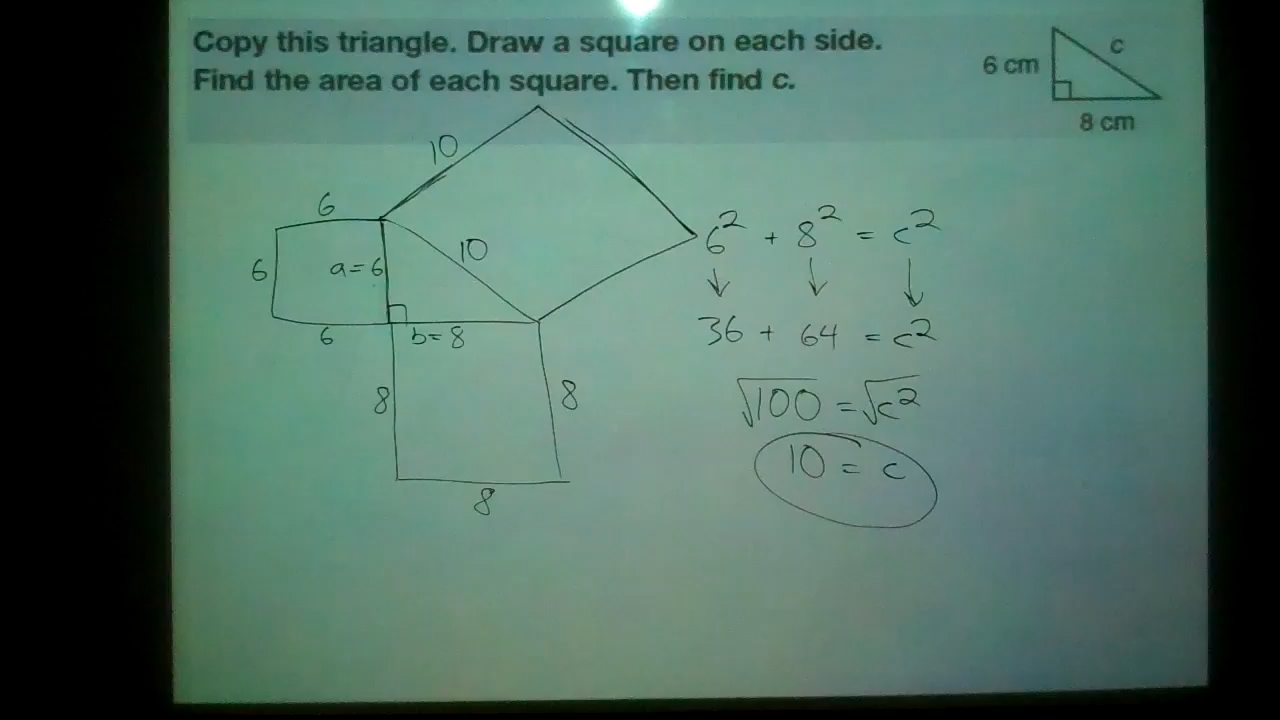 Copy this triangle. Draw a square on each side.
Find the area of each square. Then find c.
6 cm
c
8 cm
10
6
6
a=6
10
6
b=8
8
8
8
6² + 8² = c²
↓ ↓ ↓
36 + 64 = c²
√100 = √c²
10 = c